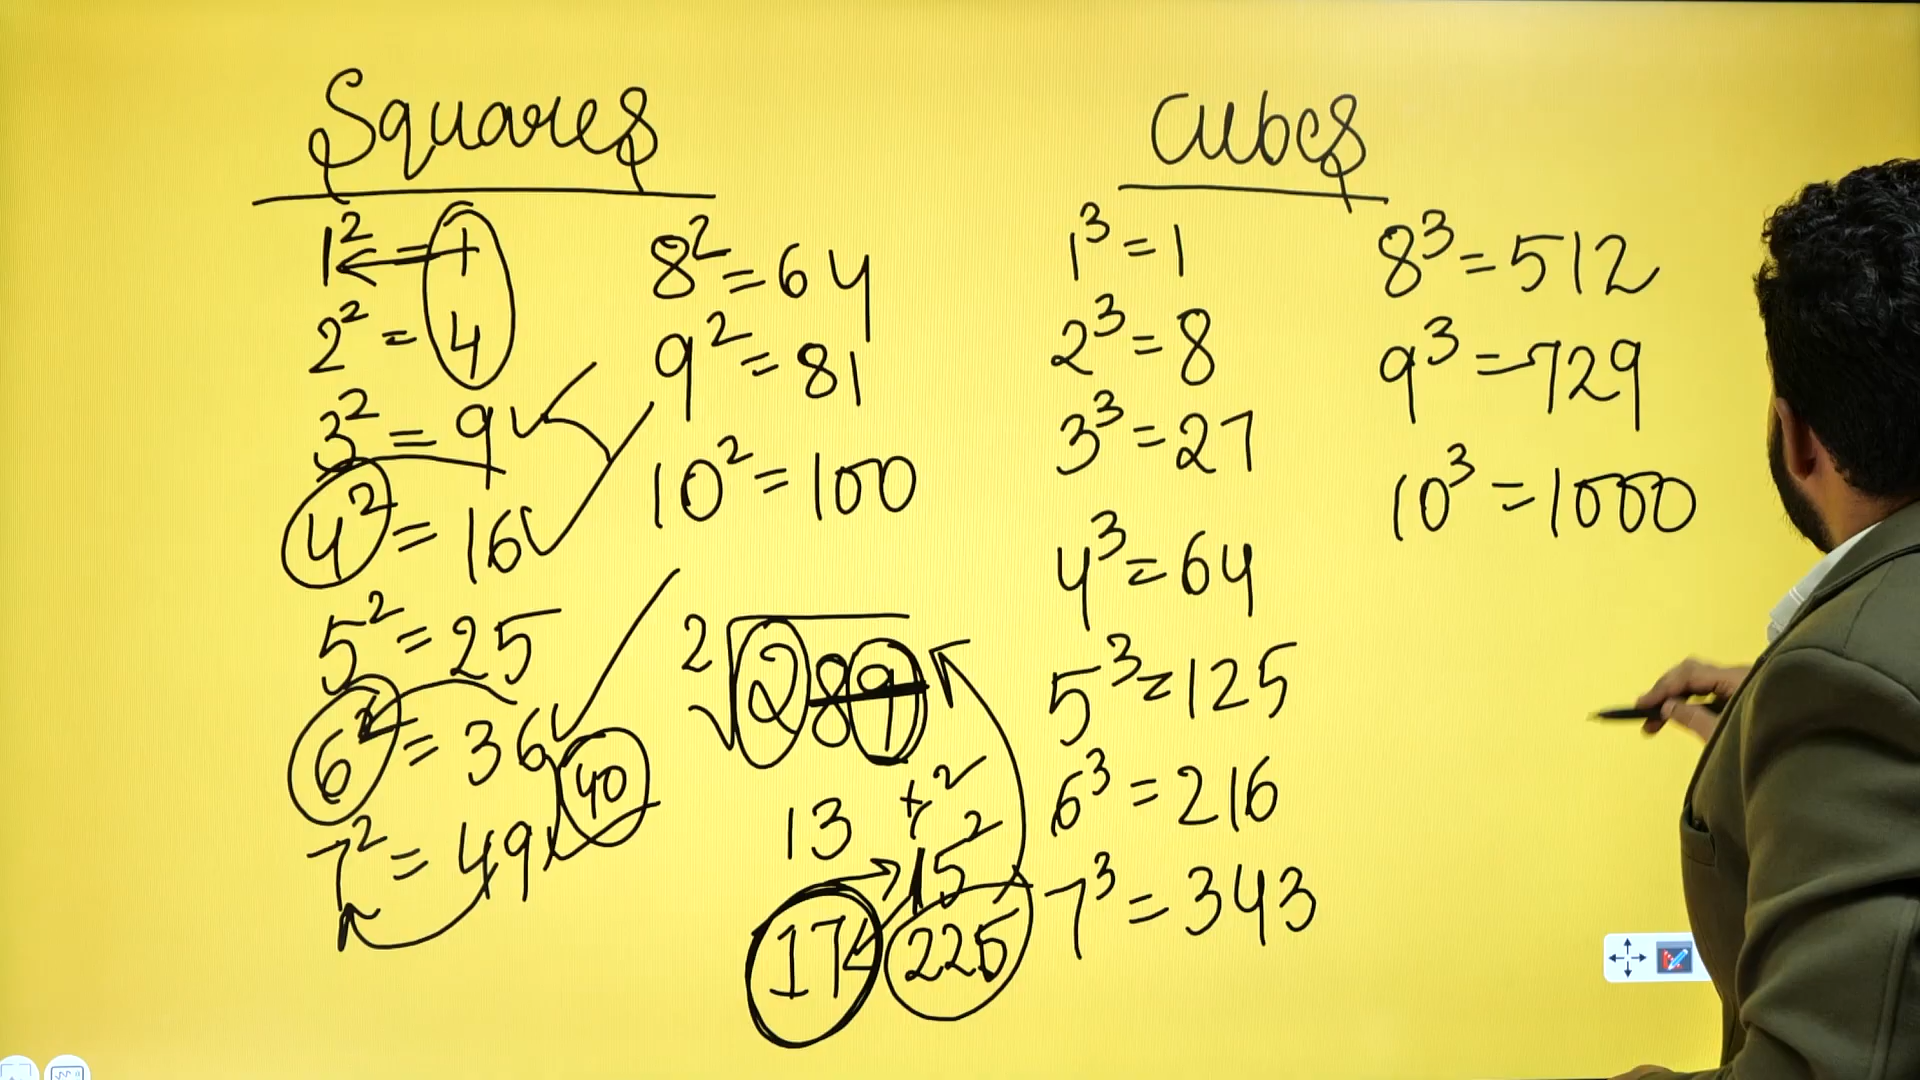 Squares
1² = 1
2² = 4
3² = 9
4² = 16
5² = 25
6² = 36
7² = 49
40
8² = 64
9² = 81
10² = 100
2√289
13
+2
15²
17
225
Cubes
1³ = 1
2³ = 8
3³ = 27
4³ = 64
5³ = 125
6³ = 216
7³ = 343
8³ = 512
9³ = 729
10³ = 1000